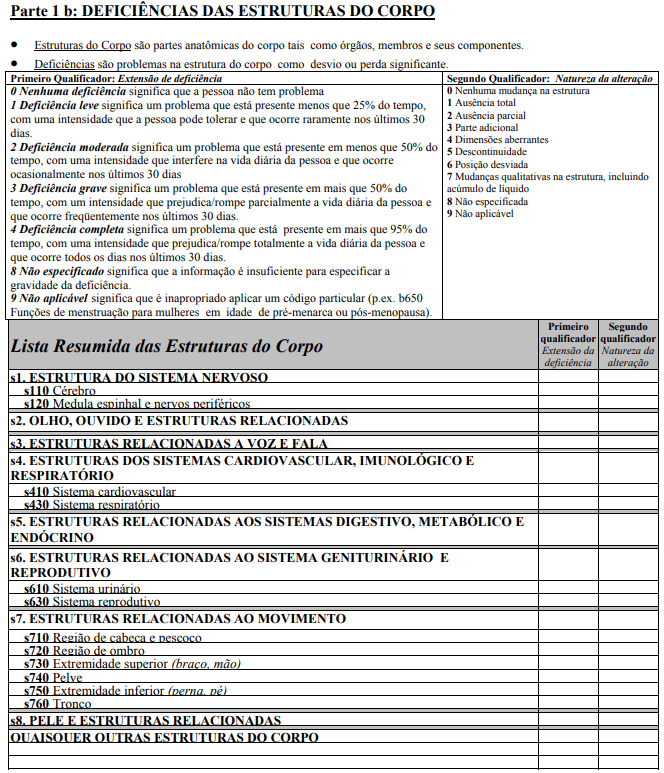 Parte 1 b: DEFICIÊNCIAS DAS ESTRUTURAS DO CORPO
• Estruturas do Corpo são partes anatômicas do corpo tais como órgãos, membros e seus componentes.
• Deficiências são problemas na estrutura do corpo como desvio ou perda significante.
Primeiro Qualificador: Extensão de deficiência
0 Nenhuma deficiência significa que a pessoa não tem problema
1 Deficiência leve significa um problema que está presente menos que 25% do tempo,
com uma intensidade que a pessoa pode tolerar e que ocorre raramente nos últimos 30
dias.
2 Deficiência moderada significa um problema que está presente em menos que 50% do
tempo, com uma intensidade que interfere na vida diária da pessoa e que ocorre
ocasionalmente nos últimos 30 dias
3 Deficiência grave significa um problema que está presente em mais que 50% do
tempo, com um intensidade que prejudica/rompe parcialmente a vida diária da pessoa e
que ocorre freqüentemente nos últimos 30 dias.
4 Deficiência completa significa um problema que está presente em mais que 95% do
tempo, com uma intensidade que prejudica/rompe totalmente a vida diária da pessoa e
que ocorre todos os dias nos últimos 30 dias.
8 Não especificado significa que a informação é insuficiente para especificar a
gravidade da deficiência.
9 Não aplicável significa que é inapropriado aplicar um código particular (p.ex. b650
Funções de menstruação para mulheres em idade de pré-menarca ou pós-menopausa).
Segundo Qualificador: Natureza da alteração
0 Nenhuma mudança na estrutura
1 Ausência total
2 Ausência parcial
3 Parte adicional
4 Dimensões aberrantes
5 Descontinuidade
6 Posição desviada
7 Mudanças qualitativas na estrutura, incluindo
acúmulo de líquido
8 Não especificada
9 Não aplicável
Lista Resumida das Estruturas do Corpo
Primeiro
qualificador
Extensão da
deficiência
Segundo
qualificador
Natureza da
alteração
s1. ESTRUTURA DO SISTEMA NERVOSO
s110 Cérebro
s120 Medula espinhal e nervos periféricos
s2. OLHO, OUVIDO E ESTRUTURAS RELACIONADAS
s3. ESTRUTURAS RELACIONADAS A VOZ E FALA
s4. ESTRUTURAS DOS SISTEMAS CARDIOVASCULAR, IMUNOLÓGICO E
RESPIRATÓRIO
s410 Sistema cardiovascular
s430 Sistema respiratório
s5. ESTRUTURAS RELACIONADAS AOS SISTEMAS DIGESTIVO, METABÓLICO E
ENDÓCRINO
s6. ESTRUTURAS RELACIONADAS AO SISTEMA GENITURINÁRIO E
REPRODUTIVO
s610 Sistema urinário
s630 Sistema reprodutivo
s7. ESTRUTURAS RELACIONADAS AO MOVIMENTO
s710 Região de cabeça e pescoço
s720 Região de ombro
s730 Extremidade superior (braço, mão)
s740 Pelve
s750 Extremidade inferior (perna, pé)
s760 Tronco
s8. PELE E ESTRUTURAS RELACIONADAS
QUAISQUER OUTRAS ESTRUTURAS DO CORPO